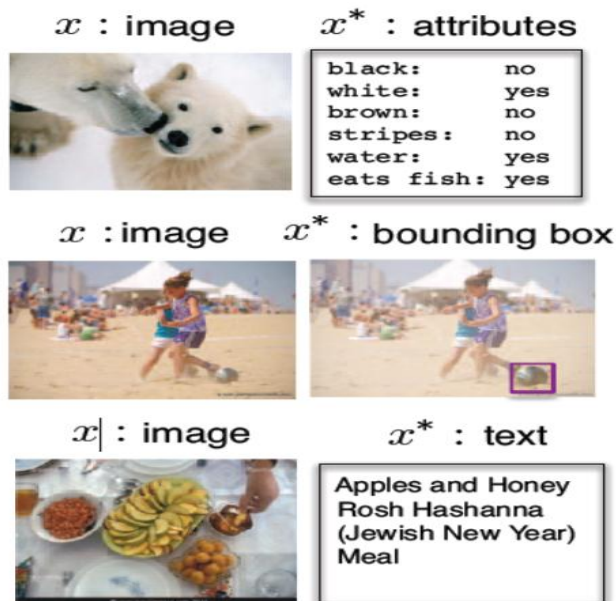 x : image
x* : attributes
black: no
white: yes
brown: no
stripes: no
water: yes
eats fish: yes
x : image
x* : bounding box
x : image
x* : text
Apples and Honey
Rosh Hashanna
(Jewish New Year)
Meal